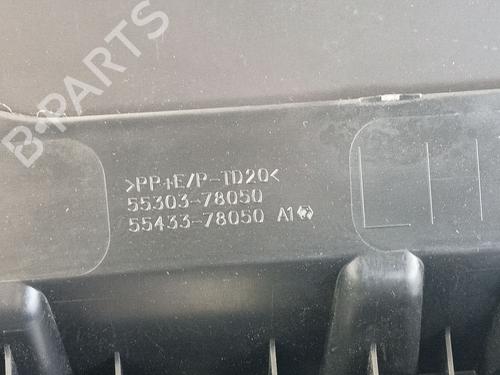 B-PARTS
>PP+E/P-TD20<
55303-78050
55433-78050 A1
L